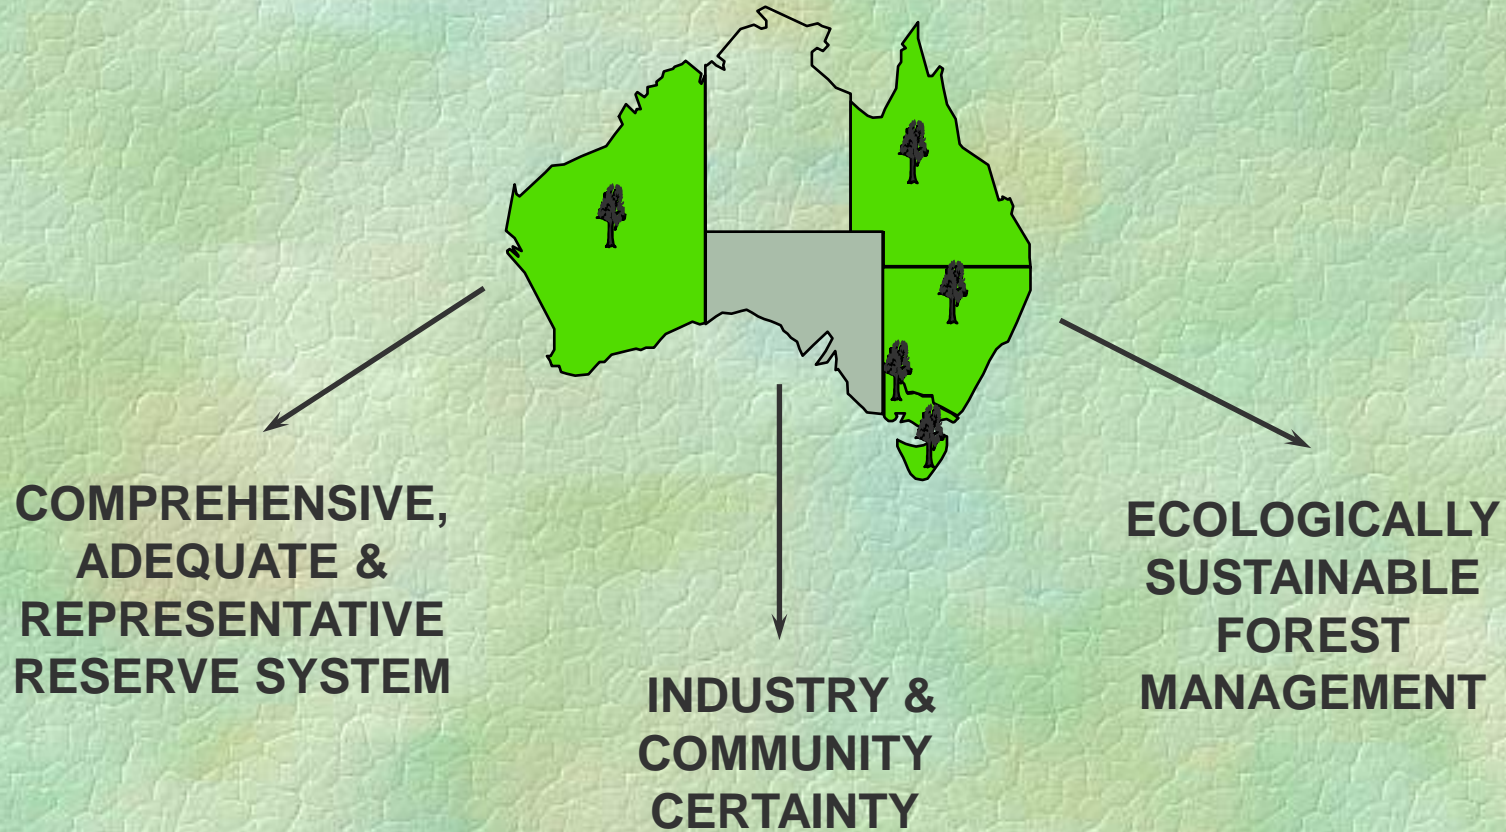 COMPREHENSIVE,
ADEQUATE &
REPRESENTATIVE
RESERVE SYSTEM
INDUSTRY &
COMMUNITY
CERTAINTY
ECOLOGICALLY
SUSTAINABLE
FOREST
MANAGEMENT